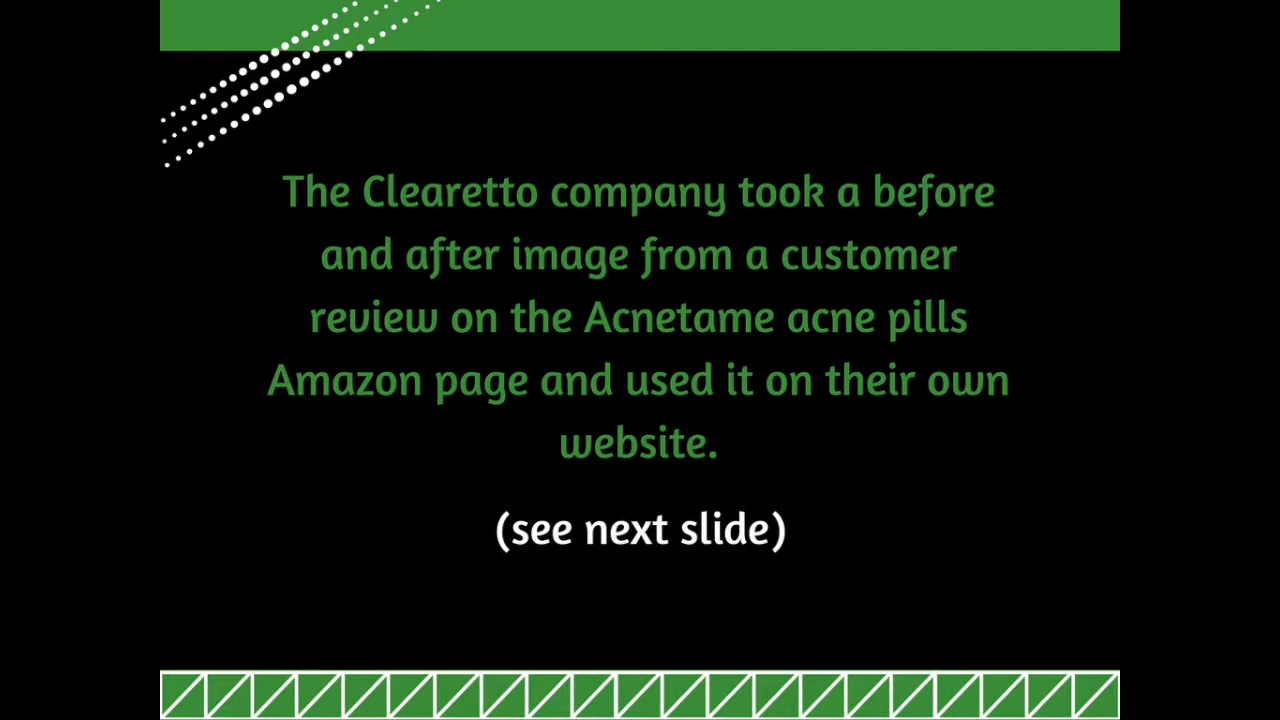 The Clearetto company took a before
and after image from a customer
review on the Acnetame acne pills
Amazon page and used it on their own
website.
(see next slide)